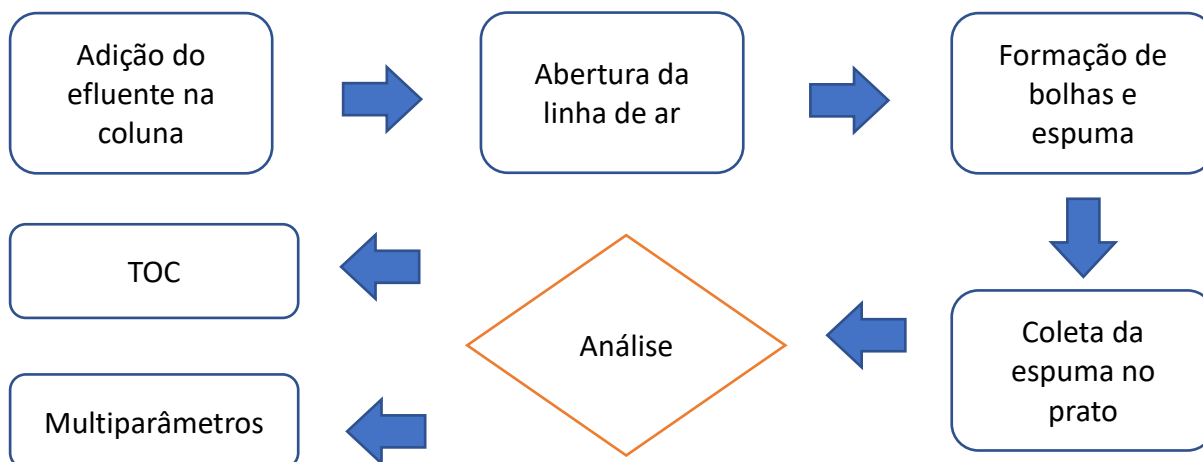 Adição do
efluente na
coluna
Abertura da
linha de ar
Formação de
bolhas e
espuma
Coleta da
espuma no
prato
Análise
TOC
Multiparâmetros